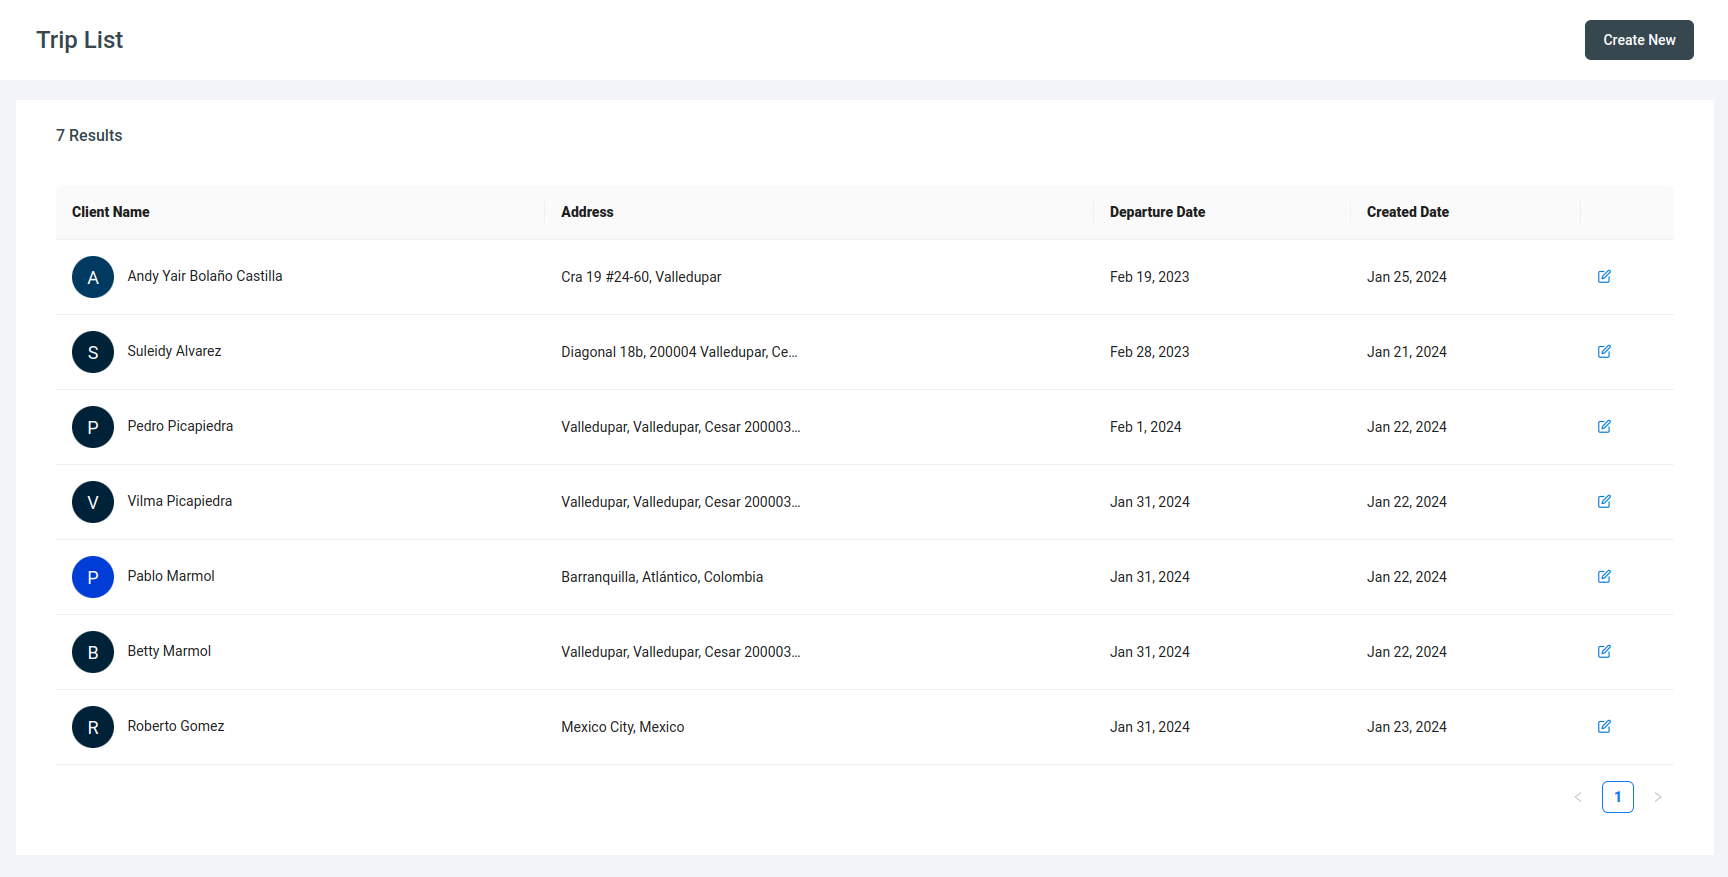 Trip List
Create New
7 Results
Client Name Address Departure Date Created Date
A Andy Yair Bolaño Castilla Cra 19 #24-60, Valledupar Feb 19, 2023 Jan 25, 2024
S Suleidy Alvarez Diagonal 18b, 200004 Valledupar, Ce... Feb 28, 2023 Jan 21, 2024
P Pedro Picapiedra Valledupar, Valledupar, Cesar 200003... Feb 1, 2024 Jan 22, 2024
V Vilma Picapiedra Valledupar, Valledupar, Cesar 200003... Jan 31, 2024 Jan 22, 2024
P Pablo Marmol Barranquilla, Atlántico, Colombia Jan 31, 2024 Jan 22, 2024
B Betty Marmol Valledupar, Valledupar, Cesar 200003... Jan 31, 2024 Jan 22, 2024
R Roberto Gomez Mexico City, Mexico Jan 31, 2024 Jan 23, 2024
< 1 >